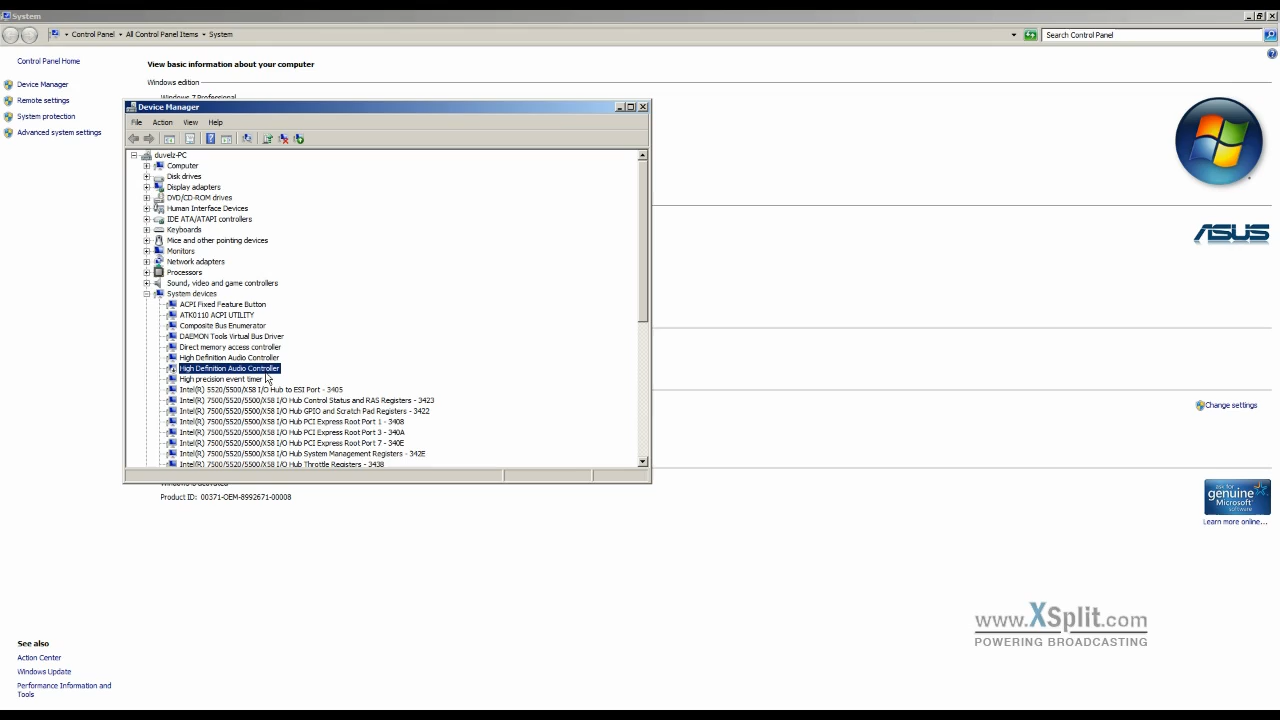 System
Control Panel
All Control Panel Items
System
Search Control Panel
Control Panel Home
Device Manager
Remote settings
System protection
Advanced system settings
View basic information about your computer
Windows edition
Windows 7 Professional
Device Manager
File Action View Help
duvelz-PC
Computer
Disk drives
Display adapters
DVD/CD-ROM drives
Human Interface Devices
IDE ATA/ATAPI controllers
Keyboards
Mice and other pointing devices
Monitors
Network adapters
Processors
Sound, video and game controllers
System devices
ACPI Fixed Feature Button
ATK0110 ACPI UTILITY
Composite Bus Enumerator
DAEMON Tools Virtual Bus Driver
Direct memory access controller
High Definition Audio Controller
High Definition Audio Controller
High precision event timer
Intel(R) 5520/5500/X58 I/O Hub to ESI Port - 3405
Intel(R) 7500/5520/5500/X58 I/O Hub Control Status and RAS Registers - 3423
Intel(R) 7500/5520/5500/X58 I/O Hub GPIO and Scratch Pad Registers - 3422
Intel(R) 7500/5520/5500/X58 I/O Hub PCI Express Root Port 1 - 3408
Intel(R) 7500/5520/5500/X58 I/O Hub PCI Express Root Port 3 - 340A
Intel(R) 7500/5520/5500/X58 I/O Hub PCI Express Root Port 7 - 340E
Intel(R) 7500/5520/5500/X58 I/O Hub System Management Registers - 342E
Intel(R) 7500/5520/5500/X58 I/O Hub Throttle Registers - 3438
ASUS
Change settings
Product ID: 00371-OEM-8992671-00008
ask for
genuine
Microsoft
software
Learn more online...
www.XSplit.com
POWERING BROADCASTING
See also
Action Center
Windows Update
Performance Information and
Tools